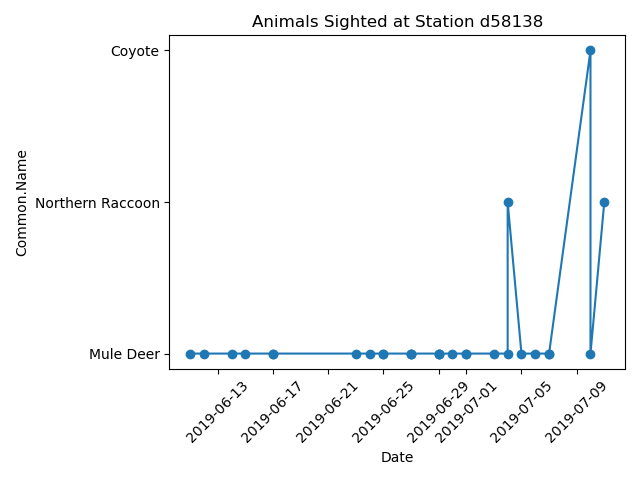 Animals Sighted at Station d58138
Coyote
Northern Raccoon
Mule Deer
Common.Name
2019-06-13
2019-06-17
2019-06-21
2019-06-25
2019-06-29
2019-07-01
2019-07-05
2019-07-09
Date